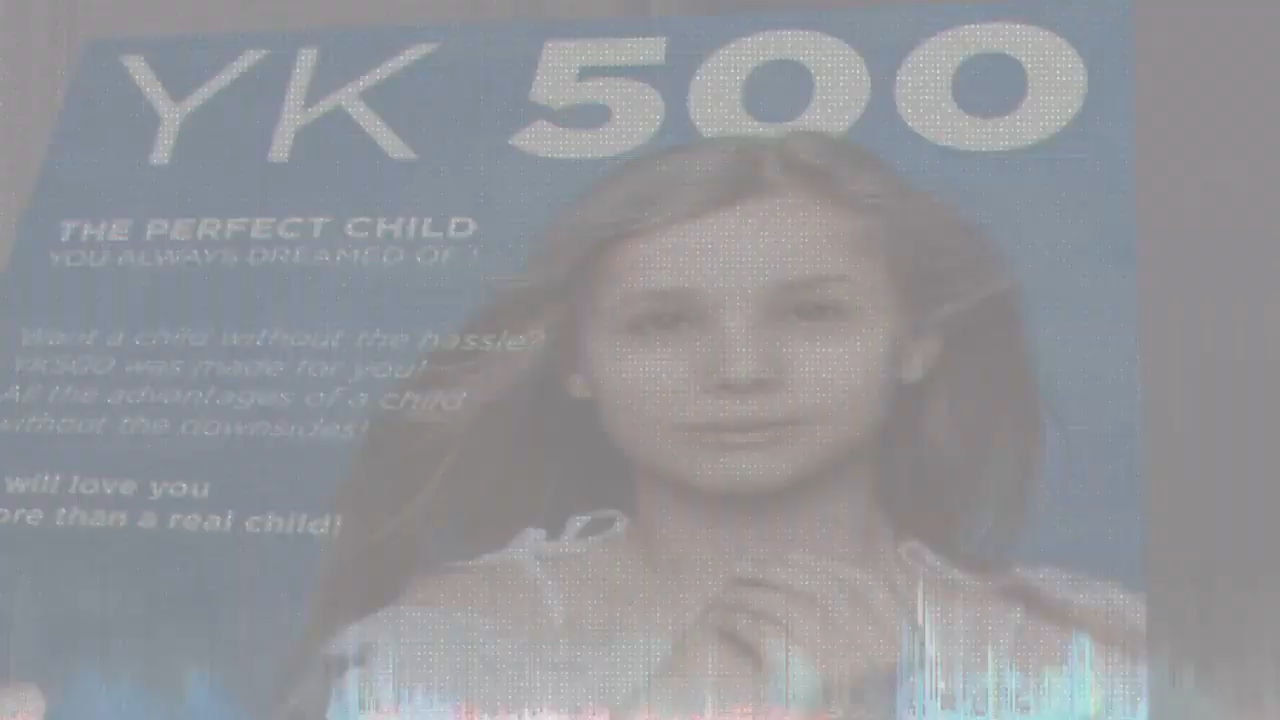 YK 500
THE PERFECT CHILD
YOU ALWAYS DREAMED OF !
Want a child without the hassle?
YK500 was made for you!
All the advantages of a child
without the downsides!
will love you
ore than a real child!